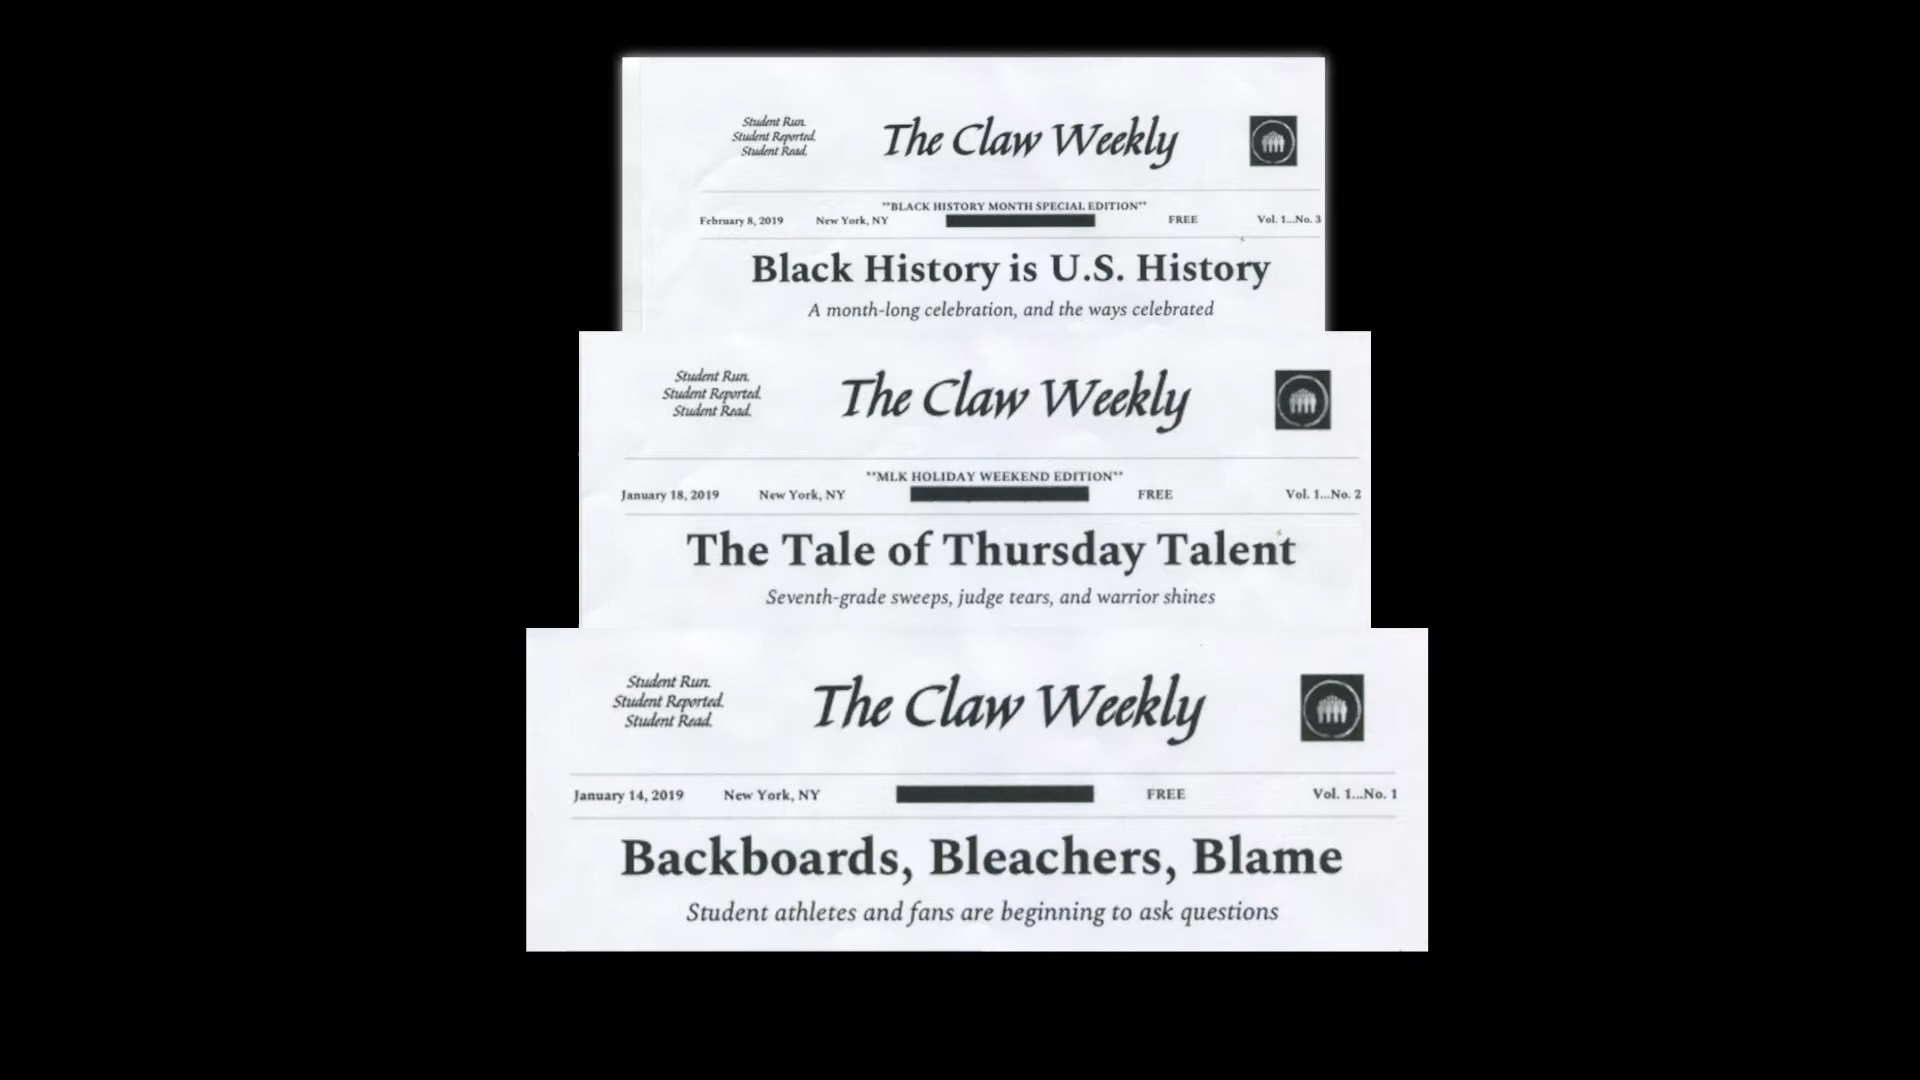 Student Run.
Student Reported.
Student Read.
The Claw Weekly
**BLACK HISTORY MONTH SPECIAL EDITION**
February 8, 2019 New York, NY FREE Vol. 1...No. 3
Black History is U.S. History
A month-long celebration, and the ways celebrated
Student Run.
Student Reported.
Student Read.
The Claw Weekly
**MLK HOLIDAY WEEKEND EDITION**
January 18, 2019 New York, NY FREE Vol. 1...No. 2
The Tale of Thursday Talent
Seventh-grade sweeps, judge tears, and warrior shines
Student Run.
Student Reported.
Student Read.
The Claw Weekly
January 14, 2019 New York, NY FREE Vol. 1...No. 1
Backboards, Bleachers, Blame
Student athletes and fans are beginning to ask questions